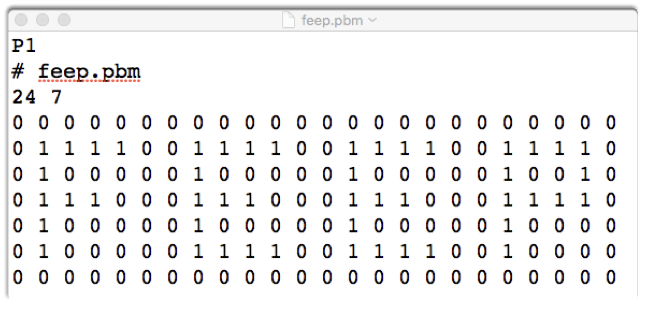 feep.pbm
P1
# feep.pbm
24 7
0 0 0 0 0 0 0 0 0 0 0 0 0 0 0 0 0 0 0 0 0 0 0 0
0 1 1 1 1 0 0 1 1 1 1 0 0 1 1 1 1 0 0 1 1 1 1 0
0 1 0 0 0 0 0 1 0 0 0 0 0 1 0 0 0 0 0 1 0 0 1 0
0 1 1 1 0 0 0 1 1 1 0 0 0 1 1 1 0 0 0 1 1 1 1 0
0 1 0 0 0 0 0 1 0 0 0 0 0 1 0 0 0 0 0 1 0 0 0 0
0 1 0 0 0 0 0 1 1 1 1 0 0 1 1 1 1 0 0 1 0 0 0 0
0 0 0 0 0 0 0 0 0 0 0 0 0 0 0 0 0 0 0 0 0 0 0 0